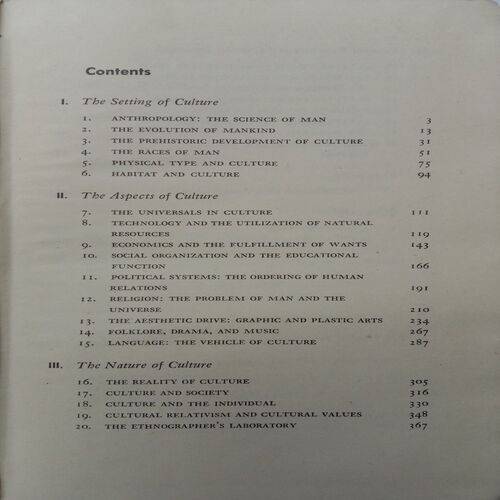 Contents
I. The Setting of Culture
1. ANTHROPOLOGY: THE SCIENCE OF MAN 3
2. THE EVOLUTION OF MANKIND 13
3. THE PREHISTORIC DEVELOPMENT OF CULTURE 31
4. THE RACES OF MAN 51
5. PHYSICAL TYPE AND CULTURE 75
6. HABITAT AND CULTURE 94
II. The Aspects of Culture
7. THE UNIVERSALS IN CULTURE 111
8. TECHNOLOGY AND THE UTILIZATION OF NATURAL
RESOURCES 119
9. ECONOMICS AND THE FULFILLMENT OF WANTS 143
10. SOCIAL ORGANIZATION AND THE EDUCATIONAL
FUNCTION 166
11. POLITICAL SYSTEMS: THE ORDERING OF HUMAN
RELATIONS 191
12. RELIGION: THE PROBLEM OF MAN AND THE
UNIVERSE 210
13. THE AESTHETIC DRIVE: GRAPHIC AND PLASTIC ARTS 234
14. FOLKLORE, DRAMA, AND MUSIC 267
15. LANGUAGE: THE VEHICLE OF CULTURE 287
III. The Nature of Culture
16. THE REALITY OF CULTURE 305
17. CULTURE AND SOCIETY 316
18. CULTURE AND THE INDIVIDUAL 330
19. CULTURAL RELATIVISM AND CULTURAL VALUES 348
20. THE ETHNOGRAPHER'S LABORATORY 367